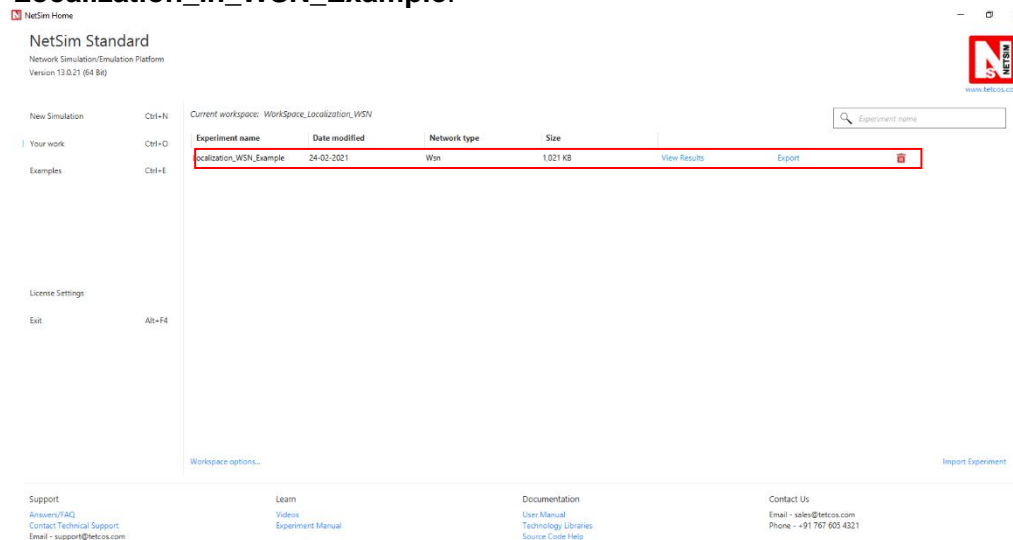 Localization_in_WSN_Example.
NetSim Home
NetSim Standard
Network Simulation/Emulation Platform
Version 13.0.21 (64 Bit)
NETSIM
www.tetcos.co
New Simulation Ctrl+N
Your work Ctrl+O
Examples Ctrl+E
License Settings
Exit Alt+F4
Current workspace: WorkSpace_Localization_WSN
Experiment name
Experiment name Date modified Network type Size
Localization_WSN_Example 24-02-2021 Wsn 1,021 KB View Results Export
Workspace options...
Import Experiment
Support
Answers/FAQ
Contact Technical Support
Email - support@tetcos.com
Learn
Videos
Experiment Manual
Documentation
User Manual
Technology Libraries
Source Code Help
Contact Us
Email - sales@tetcos.com
Phone - +91 767 605 4321